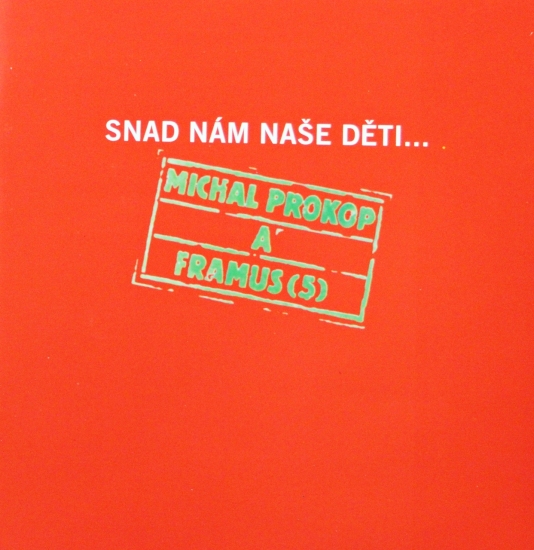 SNAD NÁM NAŠE DĚTI...
MICHAL PROKOP
A
FRAMUS (5)